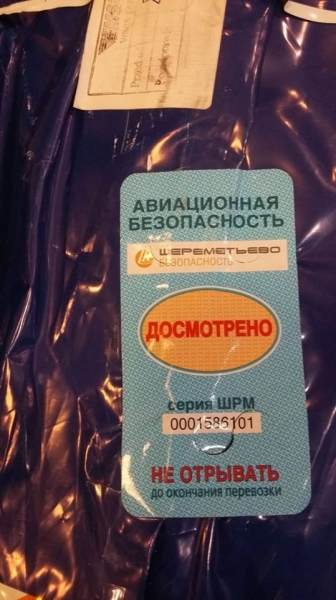 АВИАЦИОННАЯ
БЕЗОПАСНОСТЬ
ШЕРЕМЕТЬЕВО
БЕЗОПАСНОСТЬ
ДОСМОТРЕНО
серия ШРМ
0001586101
НЕ ОТРЫВАТЬ
до окончания перевозки